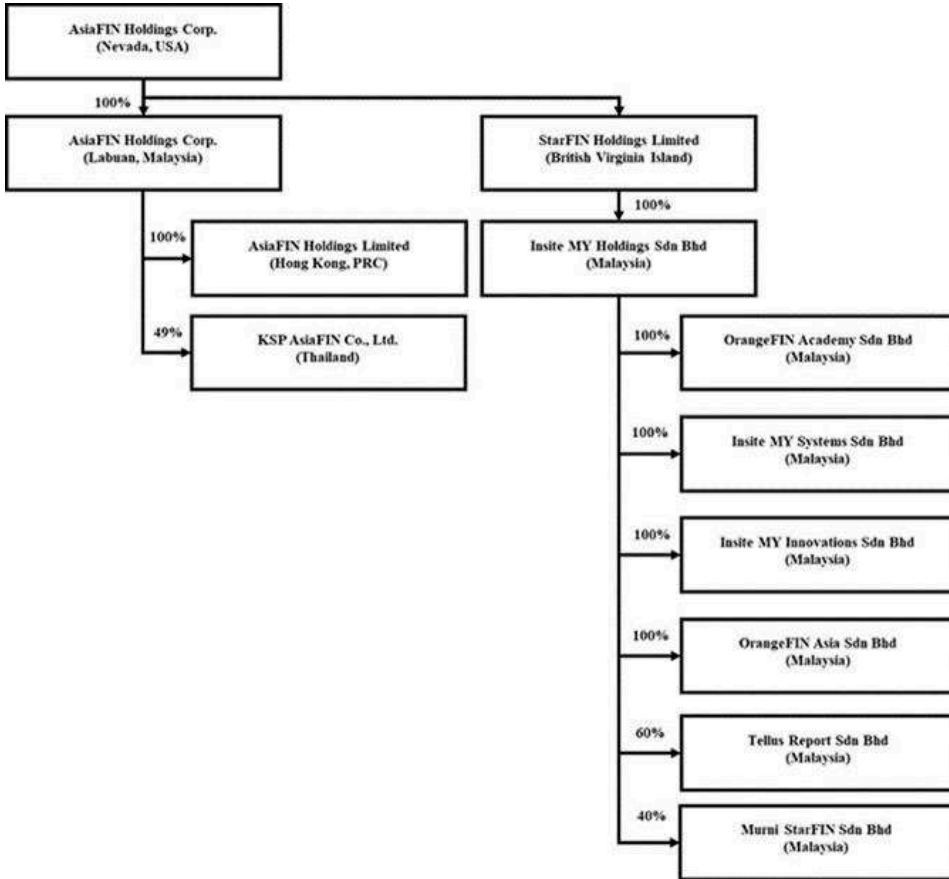 AsiaFIN Holdings Corp.
(Nevada, USA)
100%
AsiaFIN Holdings Corp.
(Labuan, Malaysia)
StarFIN Holdings Limited
(British Virginia Island)
100%
100%
AsiaFIN Holdings Limited
(Hong Kong, PRC)
Insite MY Holdings Sdn Bhd
(Malaysia)
49%
KSP AsiaFIN Co., Ltd.
(Thailand)
100%
OrangeFIN Academy Sdn Bhd
(Malaysia)
100%
Insite MY Systems Sdn Bhd
(Malaysia)
100%
Insite MY Innovations Sdn Bhd
(Malaysia)
100%
OrangeFIN Asia Sdn Bhd
(Malaysia)
60%
Tellus Report Sdn Bhd
(Malaysia)
40%
Murni StarFIN Sdn Bhd
(Malaysia)